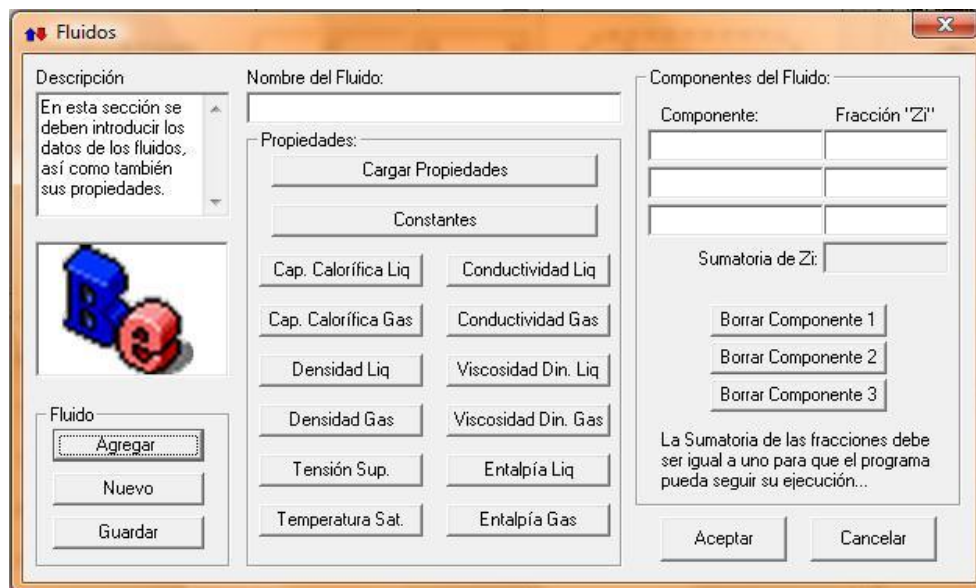 Fluidos
Descripción
En esta sección se
deben introducir los
datos de los fluidos,
así como también
sus propiedades.
Be
Fluido
Agregar
Nuevo
Guardar
Nombre del Fluido:
Propiedades:
Cargar Propiedades
Constantes
Cap. Calorífica Liq
Conductividad Liq
Cap. Calorífica Gas
Conductividad Gas
Densidad Liq
Viscosidad Din. Liq
Densidad Gas
Viscosidad Din. Gas
Tensión Sup.
Entalpía Liq
Temperatura Sat.
Entalpía Gas
Componentes del Fluido:
Componente:
Fracción "Zi"
Sumatoria de Zi:
Borrar Componente 1
Borrar Componente 2
Borrar Componente 3
La Sumatoria de las fracciones debe
ser igual a uno para que el programa
pueda seguir su ejecución...
Aceptar
Cancelar